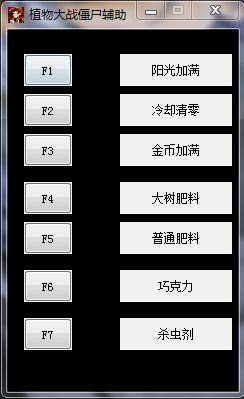 植物大战僵尸辅助
F1 阳光加满
F2 冷却清零
F3 金币加满
F4 大树肥料
F5 普通肥料
F6 巧克力
F7 杀虫剂